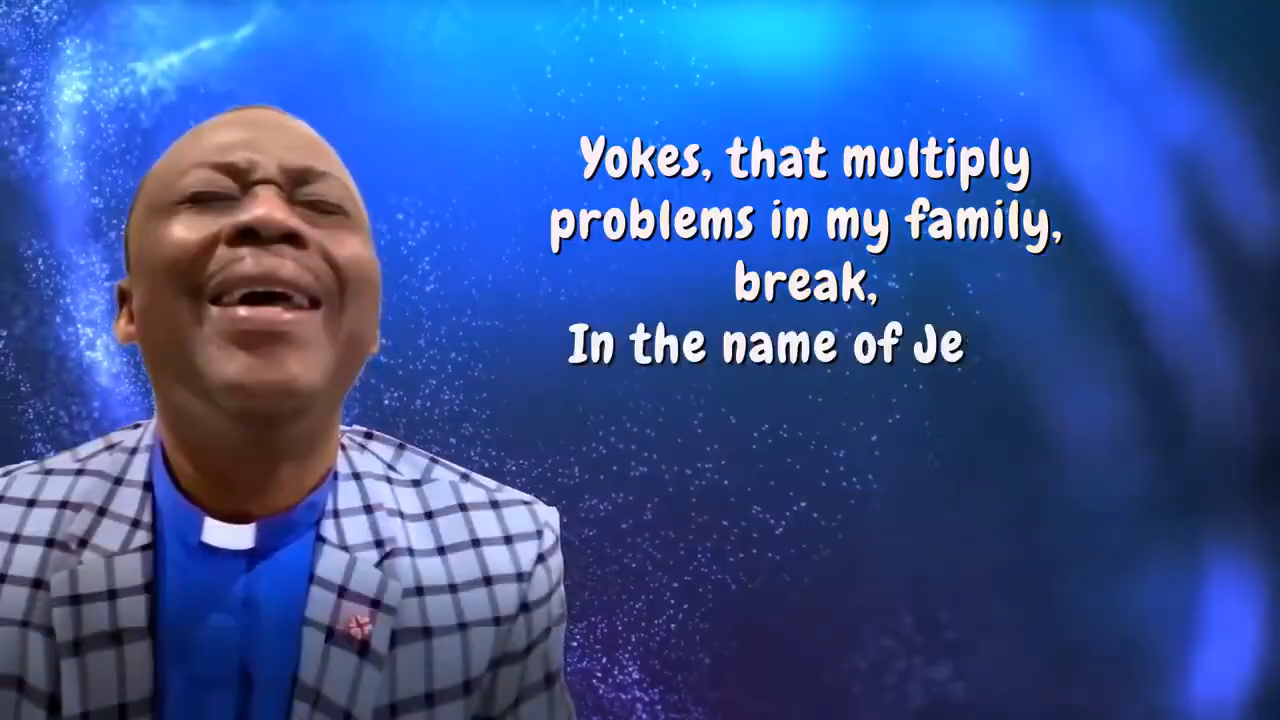 Yokes, that multiply
problems in my family,
break,
In the name of Je